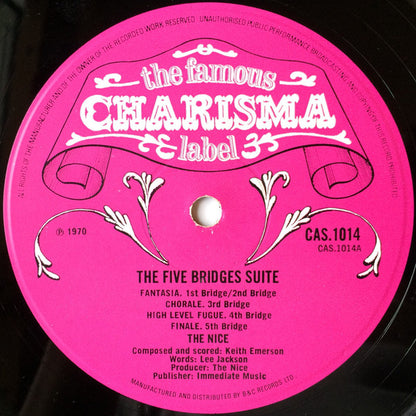 ALL RIGHTS OF THE MANUFACTURER AND OF THE OWNER OF THE RECORDED WORK RESERVED. UNAUTHORISED PUBLIC PERFORMANCE BROADCASTING AND COPYING OF THIS RECORD PROHIBITED.
the famous
CHARISMA
label
℗ 1970
CAS.1014
CAS.1014A
THE FIVE BRIDGES SUITE
FANTASIA. 1st Bridge/2nd Bridge
CHORALE. 3rd Bridge
HIGH LEVEL FUGUE. 4th Bridge
FINALE. 5th Bridge
THE NICE
Composed and scored: Keith Emerson
Words: Lee Jackson
Producer: The Nice
Publisher: Immediate Music
MANUFACTURED AND DISTRIBUTED BY B&C RECORDS LTD.